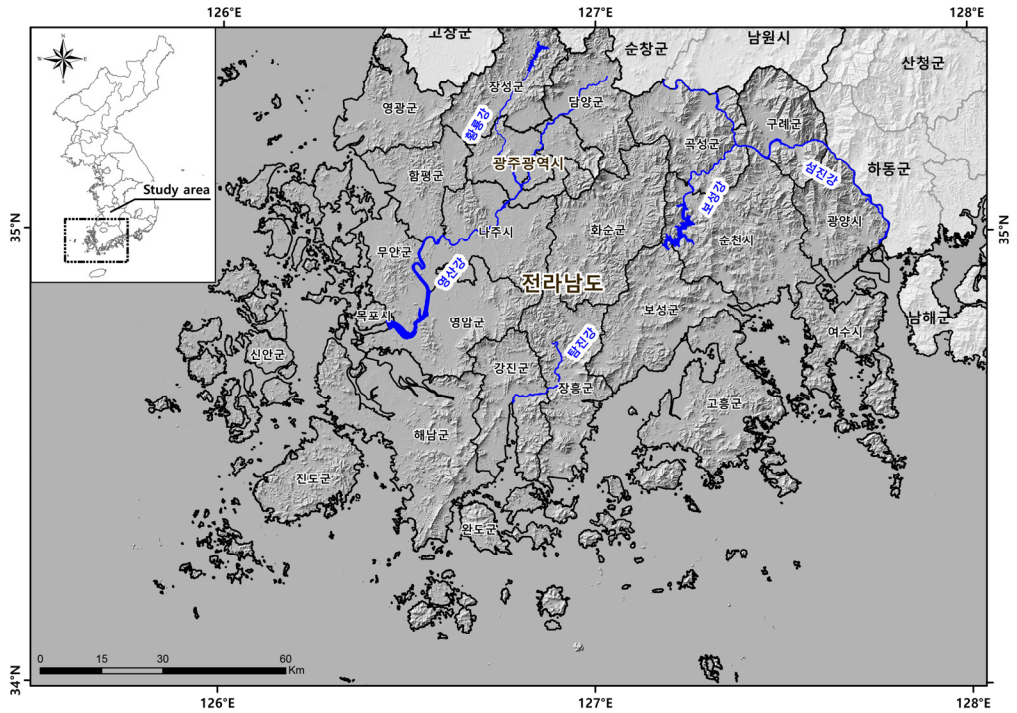 126°E
127°E
128°E
N
W
E
S
Study area
고창군
순창군
남원시
산청군
장성군
담양군
영광군
구례군
황룡강
곡성군
광주광역시
섬진강
하동군
함평군
보성강
35°N
35°N
광양시
나주시
화순군
순천시
무안군
영산강
전라남도
목포시
영암군
보성군
남해군
여수시
탐진강
신안군
강진군
장흥군
고흥군
해남군
진도군
완도군
0
15
30
60
Km
34°N
126°E
127°E
128°E